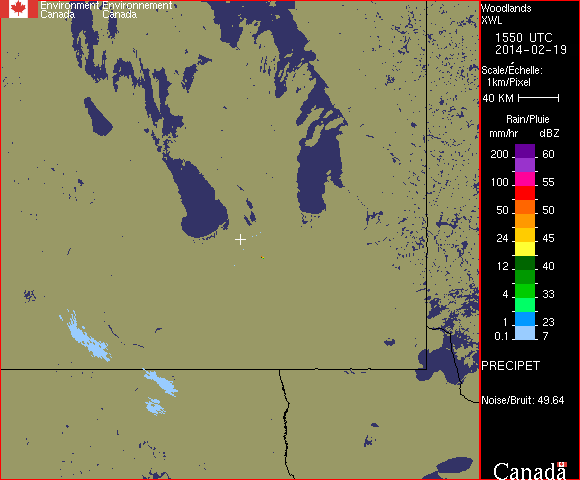 Environment Environnement
Canada Canada
Woodlands
XWL
1550 UTC
2014-02-19
Scale/Échelle:
1km/Pixel
40 KM
Rain/Pluie
mm/hr dBZ
200 60
100 55
50 50
24 45
12 40
4 33
1 23
0.1 7
PRECIPET
Noise/Bruit: 49.64
Canada